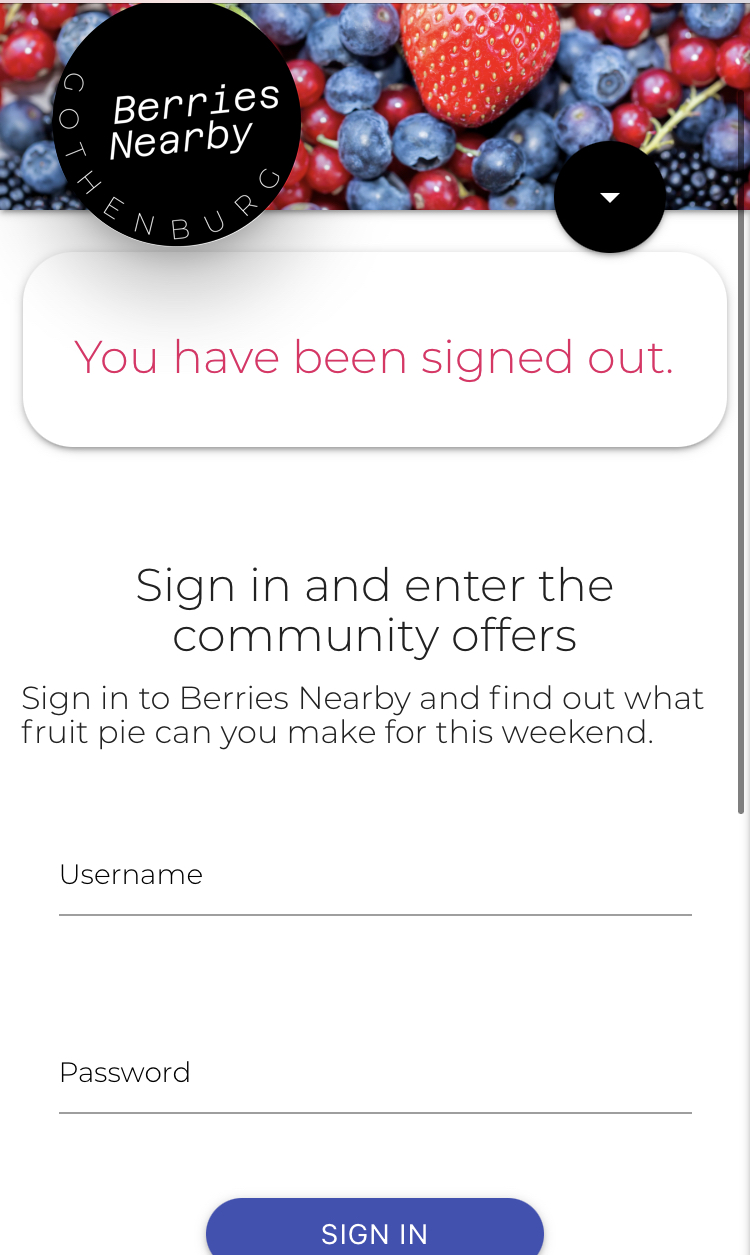 Berries
Nearby
GOTHENBURG
You have been signed out.
Sign in and enter the
community offers
Sign in to Berries Nearby and find out what
fruit pie can you make for this weekend.
Username
Password
SIGN IN